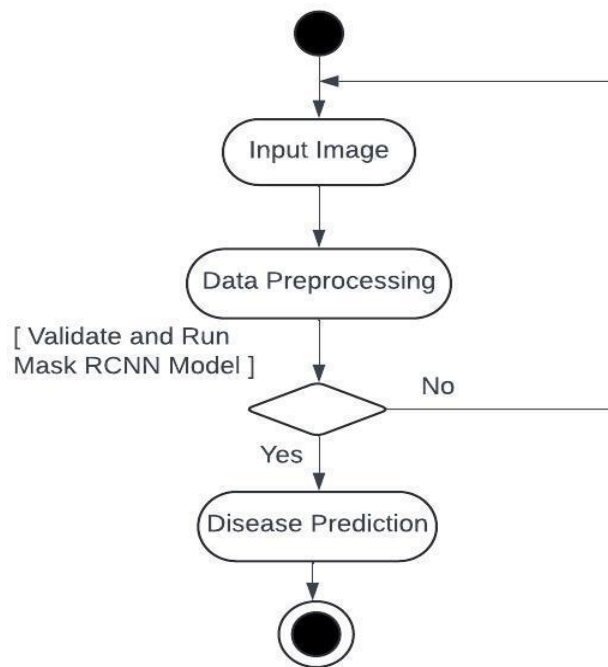 Input Image
Data Preprocessing
[ Validate and Run
Mask RCNN Model ]
No
Yes
Disease Prediction